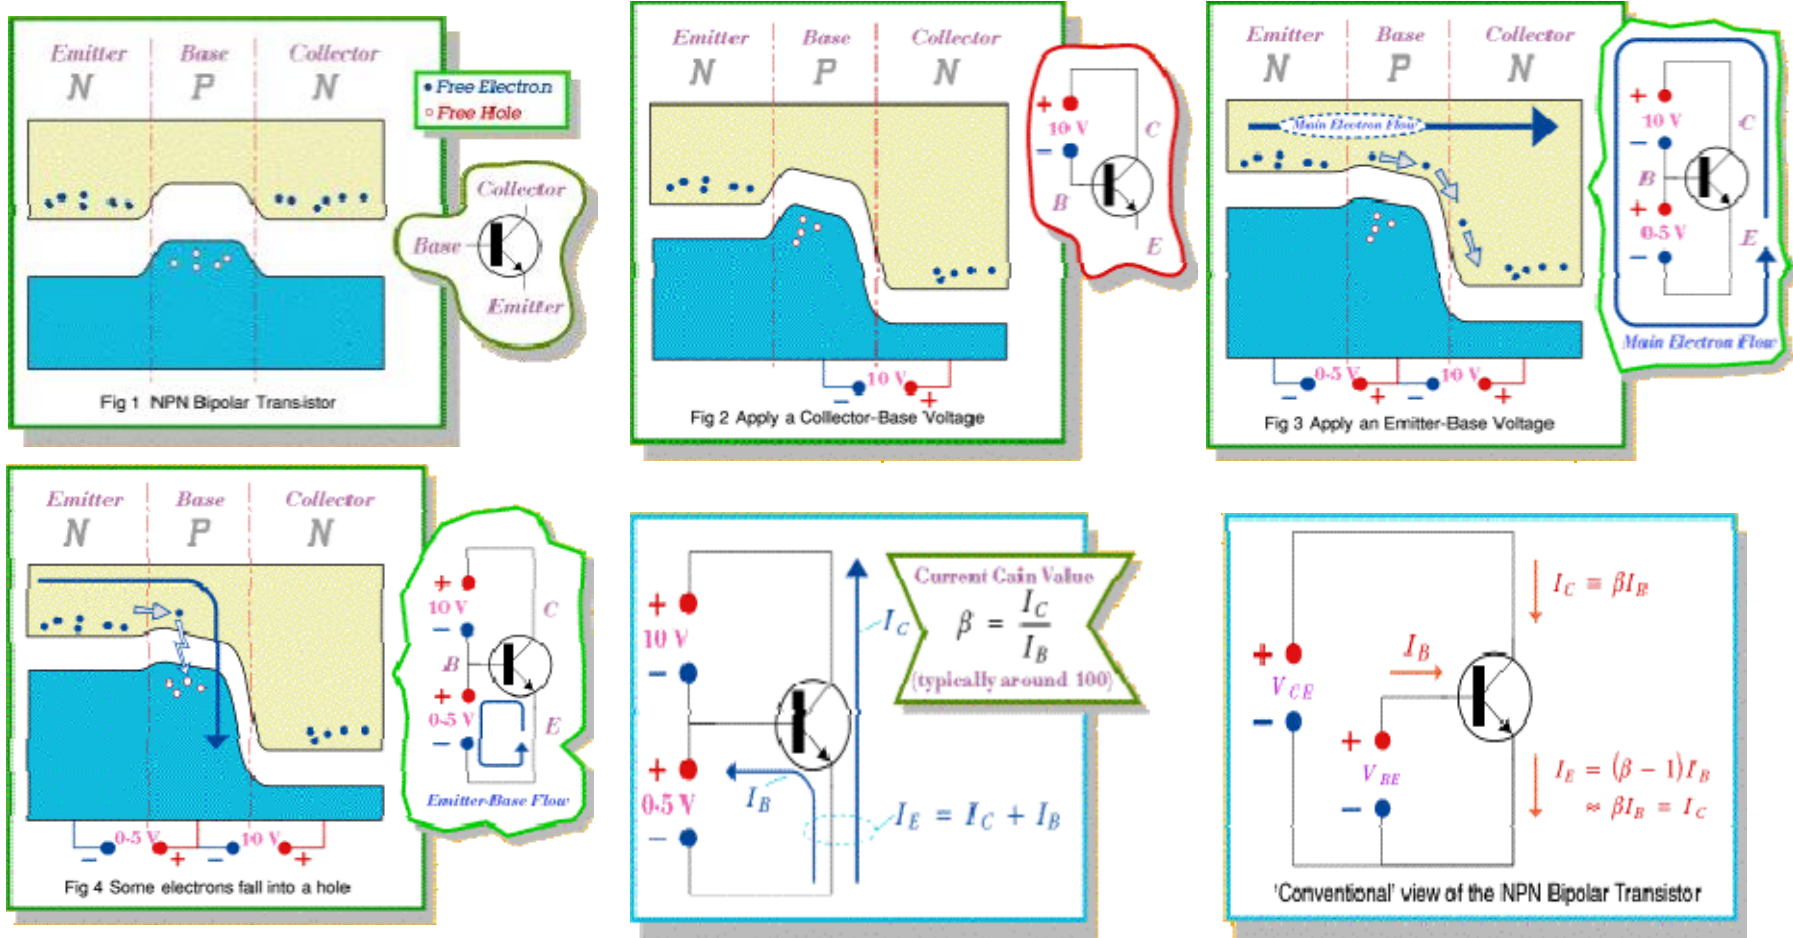 Emitter Base Collector
N P N
• Free Electron
○ Free Hole
Collector
Base
Emitter
Fig 1 NPN Bipolar Transistor
Emitter Base Collector
N P N
+
10 V
−
C
B
E
10 V
− +
Fig 2 Apply a Collector-Base Voltage
Emitter Base Collector
N P N
Main Electron Flow
+
10 V
−
C
B
+
0-5 V
−
E
Main Electron Flow
0-5 V 10 V
− + − +
Fig 3 Apply an Emitter-Base Voltage
Emitter Base Collector
N P N
+
10 V
−
C
B
+
0-5 V
−
E
Emitter-Base Flow
0-5 V 10 V
− + − +
Fig 4 Some electrons fall into a hole
+
10 V
−
+
0-5 V
−
I_C
I_B
I_E = I_C + I_B
Current Gain Value
β = I_C / I_B
(typically around 100)
+
V_CE
−
I_B
+
V_BE
−
I_C = βI_B
I_E = (β − 1)I_B
≈ βI_B = I_C
'Conventional' view of the NPN Bipolar Transistor